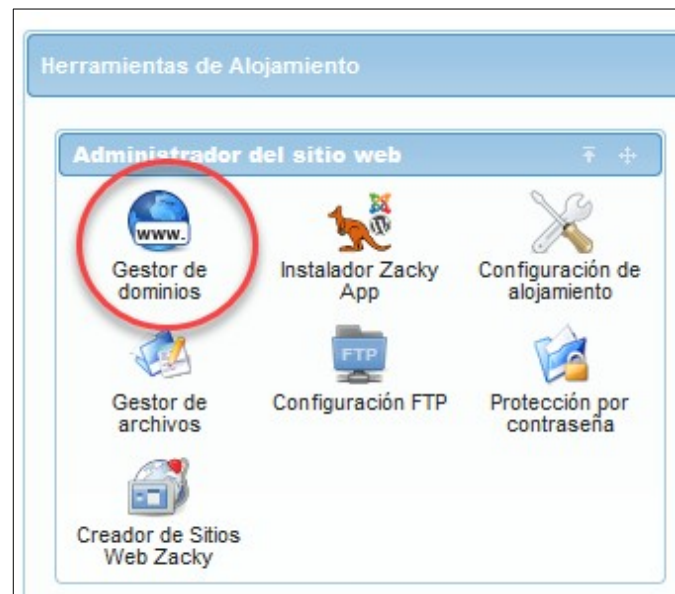 Herramientas de Alojamiento
Administrador del sitio web
www.
Gestor de
dominios
Instalador Zacky
App
Configuración de
alojamiento
Gestor de
archivos
FTP
Configuración FTP
Protección por
contraseña
Creador de Sitios
Web Zacky